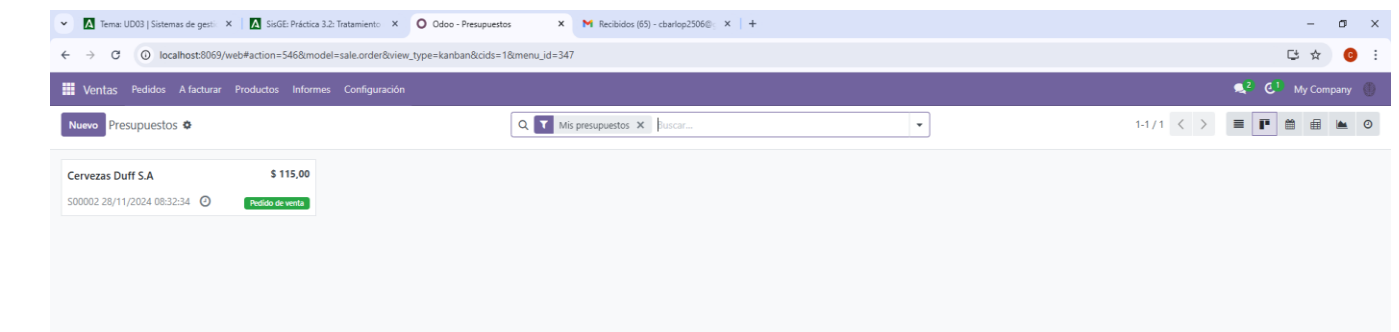 Tema: UD03 | Sistemas de gesti
SisGE: Práctica 3.2: Tratamiento
Odoo - Presupuestos
Recibidos (65) - cbarlop2506@
localhost:8069/web#action=546&model=sale.order&view_type=kanban&cids=1&menu_id=347
C
Ventas Pedidos A facturar Productos Informes Configuración
2 1 My Company
Nuevo Presupuestos
Mis presupuestos Buscar...
1-1 / 1
Cervezas Duff S.A $ 115,00
S00002 28/11/2024 08:32:34 Pedido de venta